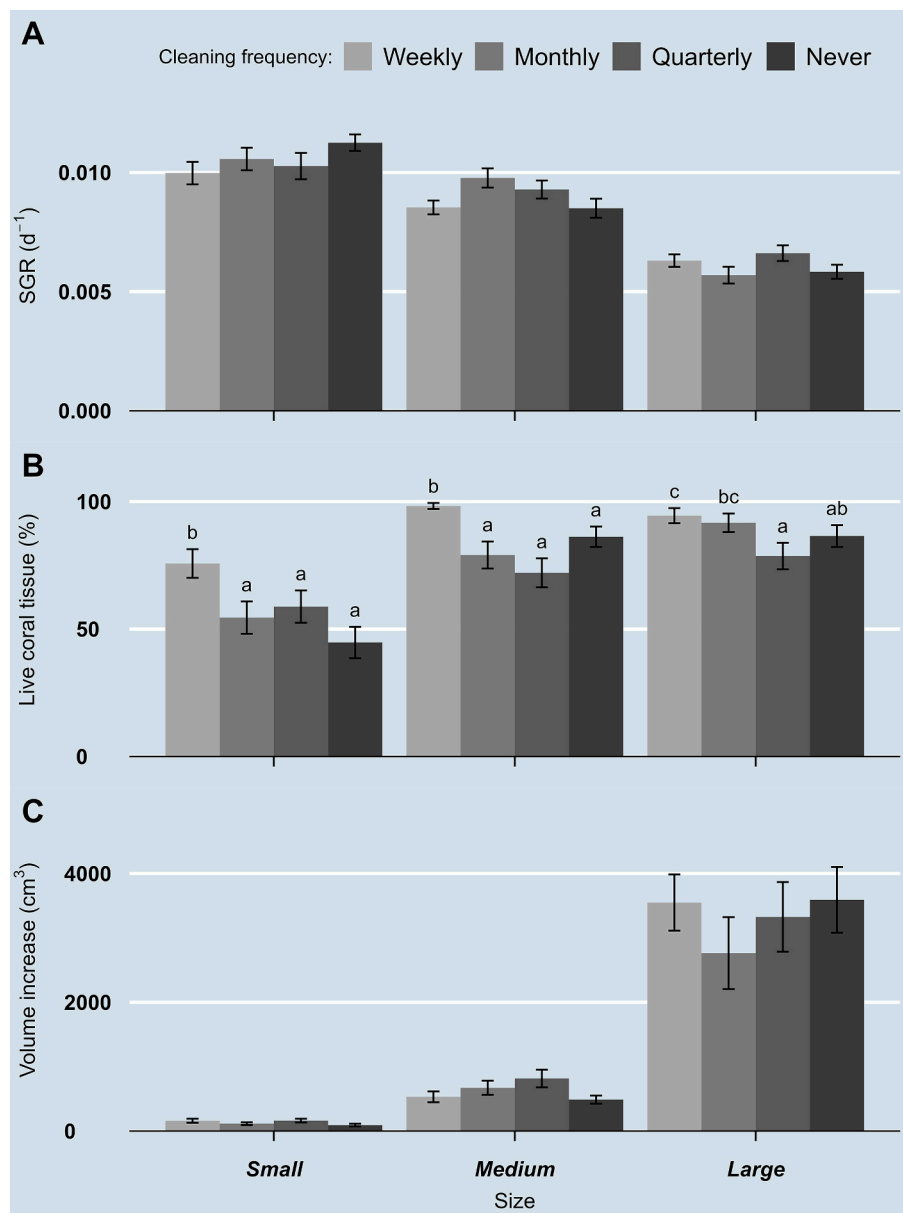 A
Cleaning frequency: Weekly Monthly Quarterly Never
SGR (d⁻¹)
0.010
0.005
0.000
B
Live coral tissue (%)
100
50
0
b a a a
b a a a
c bc a ab
C
Volume increase (cm³)
4000
2000
0
Small Medium Large
Size